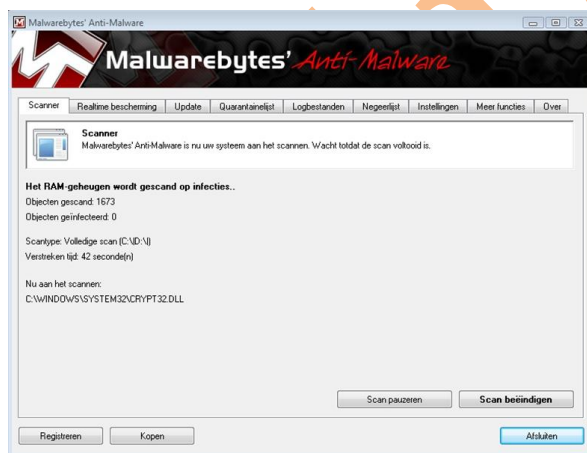 Malwarebytes' Anti-Malware
Malwarebytes' Anti-Malware
Scanner Realtime bescherming Update Quarantainelijst Logbestanden Negeerlijst Instellingen Meer functies Over
Scanner
Malwarebytes' Anti-Malware is nu uw systeem aan het scannen. Wacht totdat de scan voltooid is.
Het RAM-geheugen wordt gescand op infecties..
Objecten gescand: 1673
Objecten geïnfecteerd: 0
Scantype: Volledige scan (C:\|D:\|)
Verstreken tijd: 42 seconde(n)
Nu aan het scannen:
C:\WINDOWS\SYSTEM32\CRYPT32.DLL
Scan pauzeren Scan beëindigen
Registreren Kopen Afsluiten